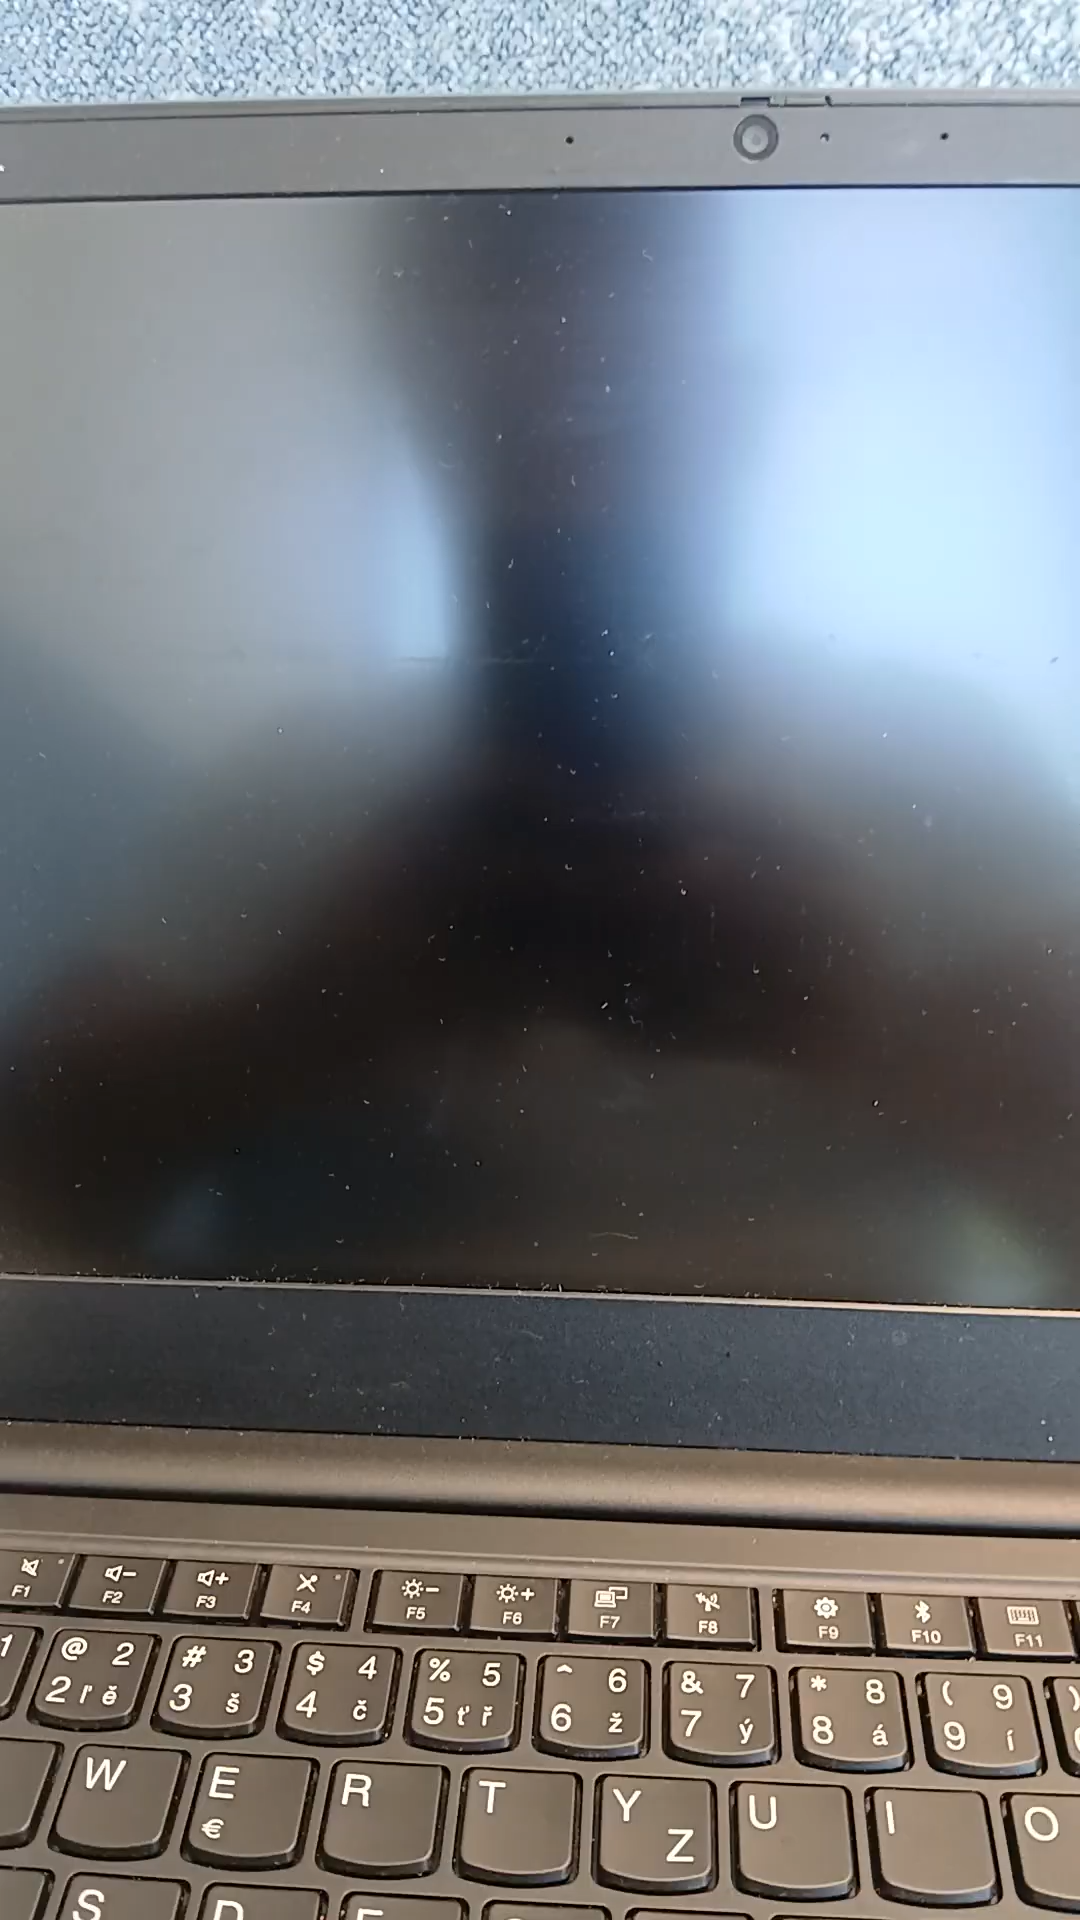 F1 F2 F3 F4 F5 F6 F7 F8 F9 F10 F11
1 @ 2 # 3 $ 4 % 5 ^ 6 & 7 * 8 ( 9 )
2 ľ ě 3 š 4 č 5 ť ř 6 ž 7 ý 8 á 9 í
W E R T Y U I O
€ Z
S D